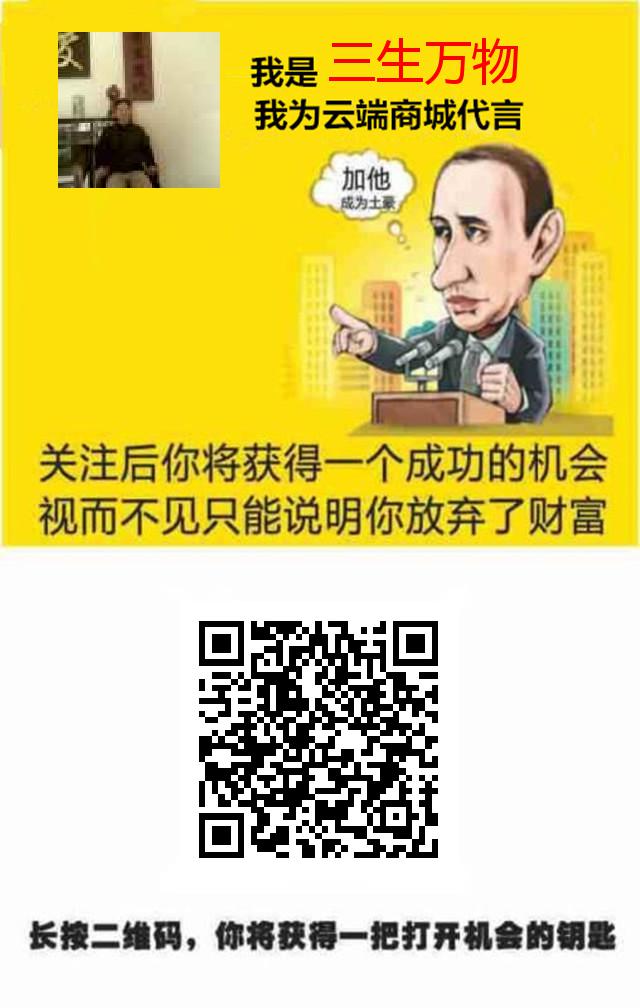 我是 三生万物
我为云端商城代言
加他
成为土豪
关注后你将获得一个成功的机会
视而不见只能说明你放弃了财富
长按二维码，你将获得一把打开机会的钥匙